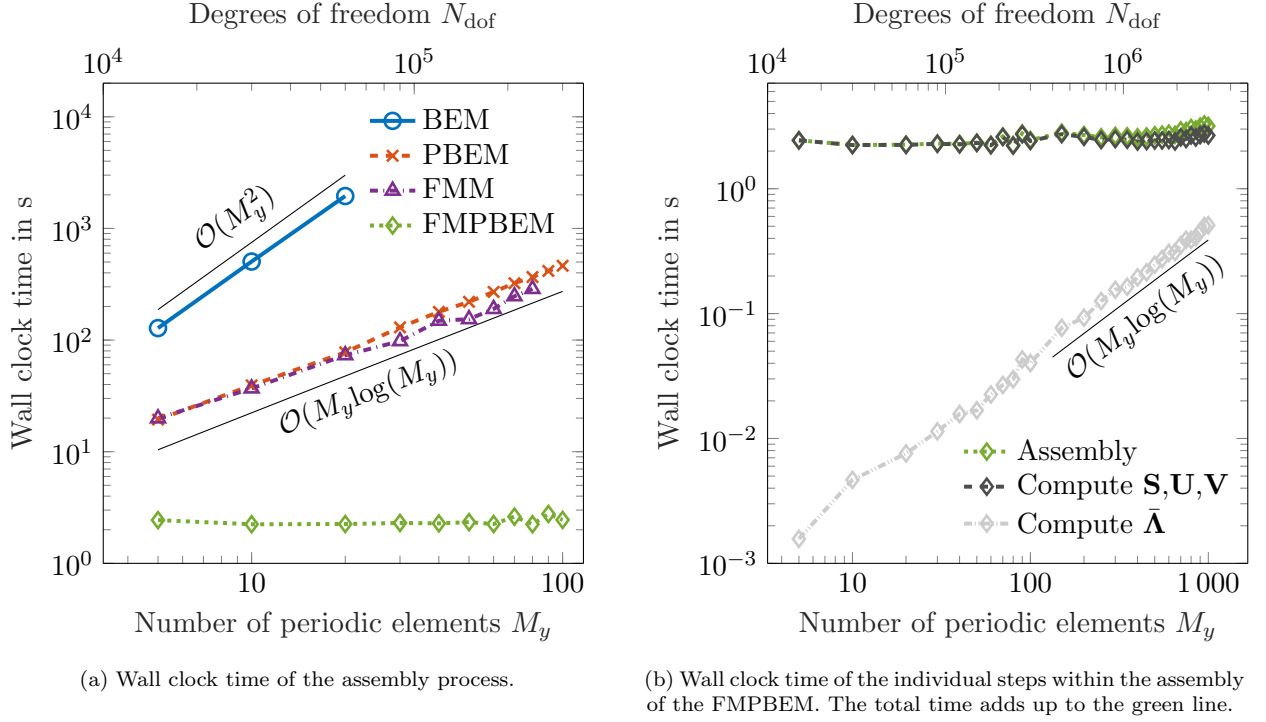 Degrees of freedom N_dof
10^4 10^5
10^4
10^3
10^2
10^1
10^0
Wall clock time in s
BEM
PBEM
FMM
FMPBEM
O(M_y^2)
O(M_y log(M_y))
10 100
Number of periodic elements M_y
(a) Wall clock time of the assembly process.
Degrees of freedom N_dof
10^4 10^5 10^6
10^0
10^-1
10^-2
10^-3
Wall clock time in s
O(M_y log(M_y))
Assembly
Compute S,U,V
Compute Λ̄
10 100 1 000
Number of periodic elements M_y
(b) Wall clock time of the individual steps within the assembly
of the FMPBEM. The total time adds up to the green line.